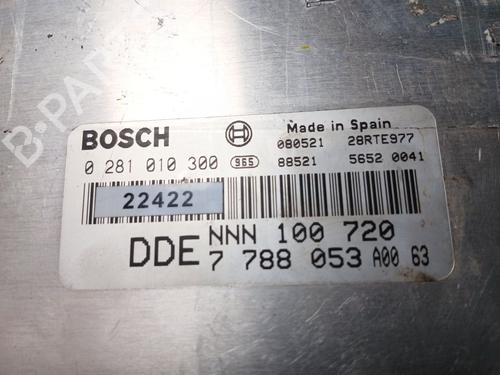 BOSCH
Made in Spain
080521 28RTE977
0 281 010 300 965 88521 5652 0041
22422
DDE NNN 100 720
7 788 053 A00 63
B-PARTS